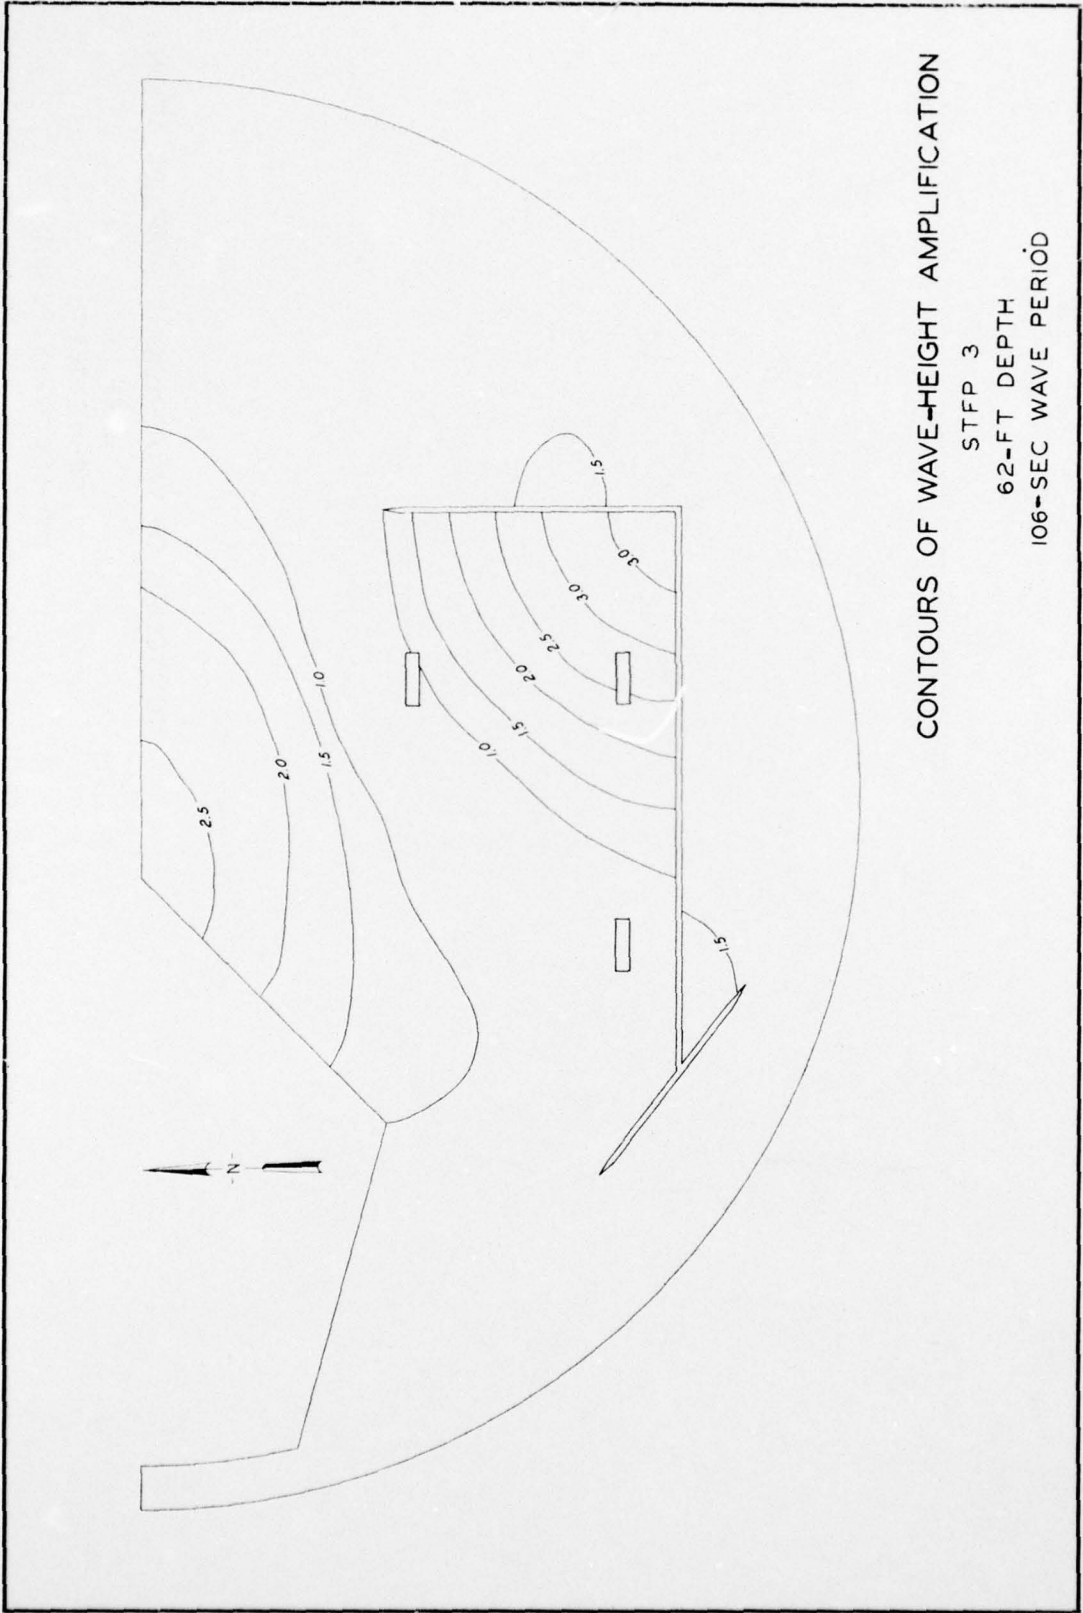 CONTOURS OF WAVE-HEIGHT AMPLIFICATION
STFP 3
62-FT DEPTH
106-SEC WAVE PERIOD
N
2.5
2.0
1.5
1.0
1.0
1.5
2.0
2.5
3.0
3.0
1.5
1.5